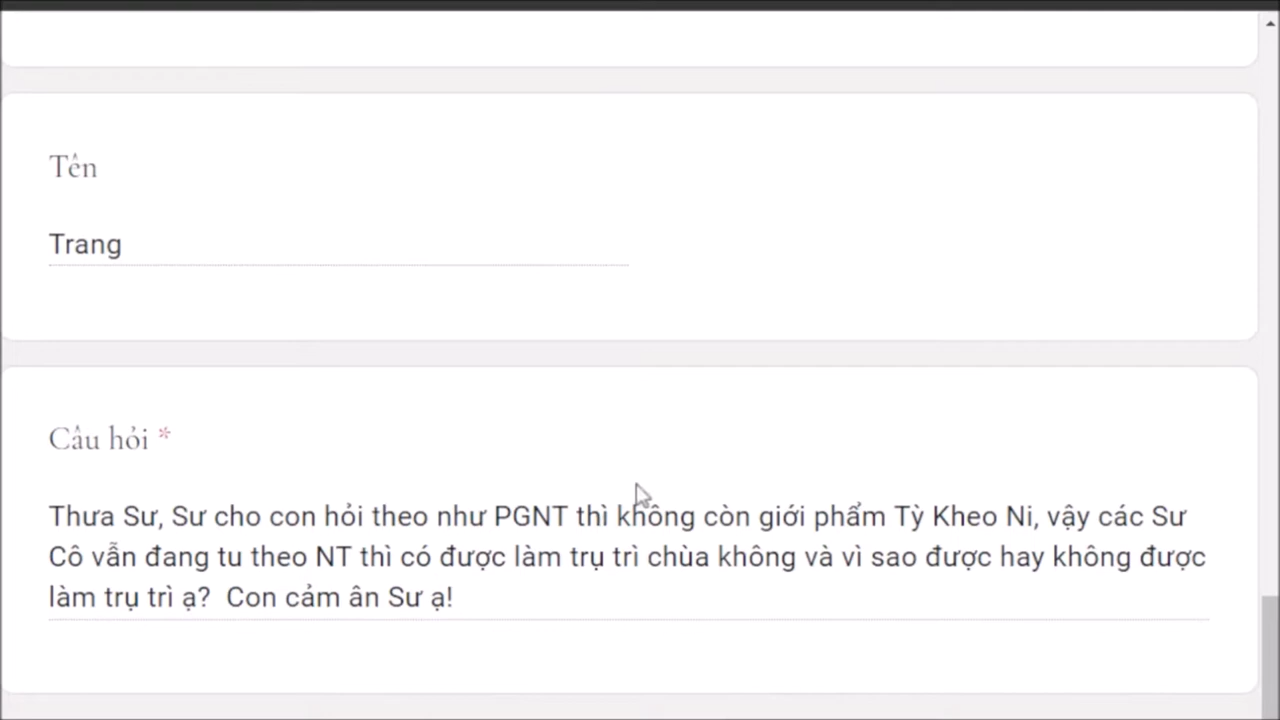 Tên
Trang
Câu hỏi *
Thưa Sư, Sư cho con hỏi theo như PGNT thì không còn giới phẩm Tỳ Kheo Ni, vậy các Sư
Cô vẫn đang tu theo NT thì có được làm trụ trì chùa không và vì sao được hay không được
làm trụ trì ạ?  Con cảm ân Sư ạ!